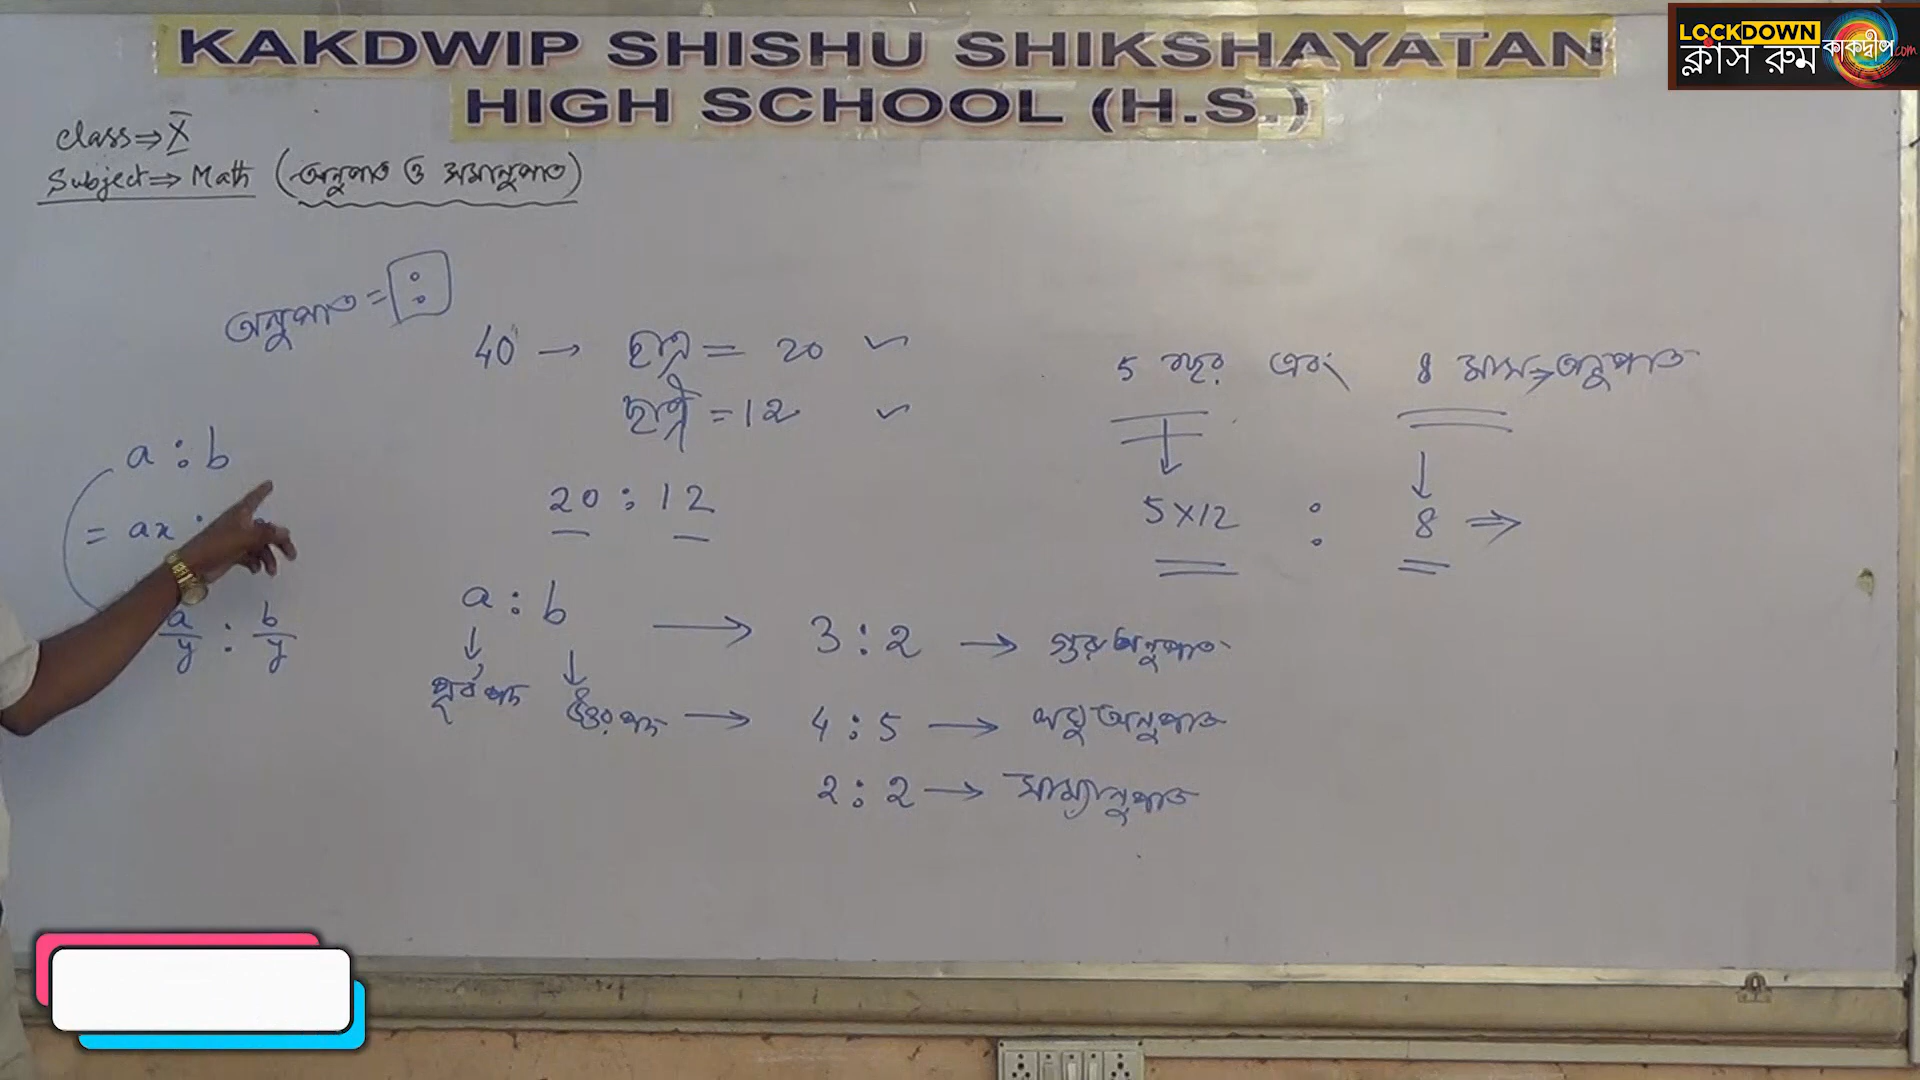 KAKDWIP SHISHU SHIKSHAYATAN
HIGH SCHOOL (H.S.)
LOCKDOWN
ক্লাস রুম কাকদ্বীপ.com
Class⇒ X
Subject⇒ Math (অনুপাত ও সমানুপাত)
অনুপাত = :
40 → ছাত্র = 20 ✓
ছাত্রী = 12 ✓
20 : 12
5 বছর এবং 8 মাস⇒অনুপাত
5×12 : 8 ⇒
a : b
= ax :
a/y : b/y
a : b
পূর্বপদ উত্তরপদ
→ 3 : 2 → গুরু অনুপাত
→ 4 : 5 → লঘু অনুপাত
2 : 2 → সাম্যানুপাত